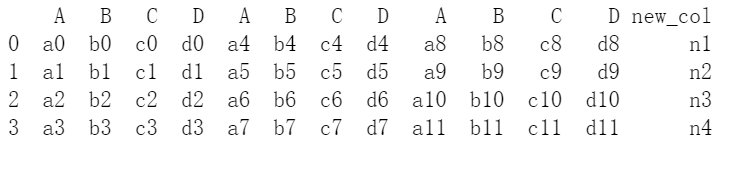 A B C D A B C D A B C D new_col
0 a0 b0 c0 d0 a4 b4 c4 d4 a8 b8 c8 d8 n1
1 a1 b1 c1 d1 a5 b5 c5 d5 a9 b9 c9 d9 n2
2 a2 b2 c2 d2 a6 b6 c6 d6 a10 b10 c10 d10 n3
3 a3 b3 c3 d3 a7 b7 c7 d7 a11 b11 c11 d11 n4